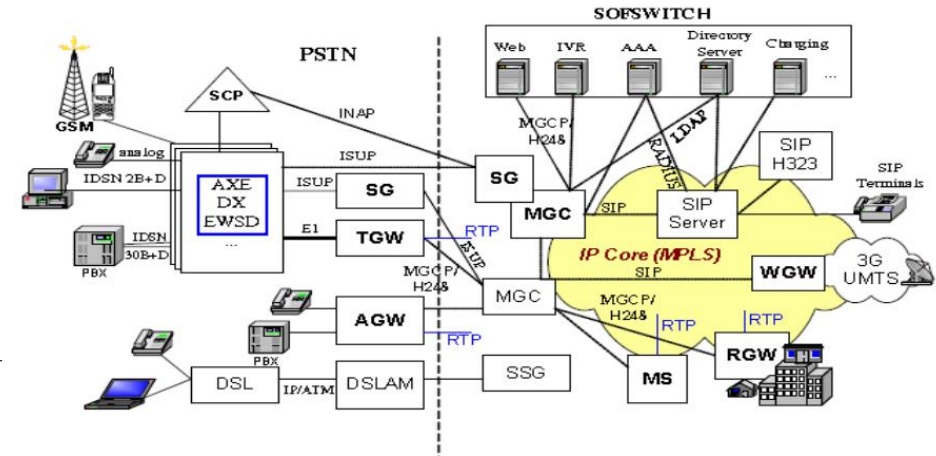 SOFSWITCH
PSTN
Web
IVR
AAA
Directory
Server
Charging
...
SCP
GSM
INAP
MGCP/
H248
LDAP
RADIUS
SIP
H323
analog
IDSN 2B+D
ISUP
ISUP
SG
SG
MGC
SIP
SIP
Server
SIP
Terminals
AXE
DX
EWSD
...
E1
TGW
RTP
ISUP
IDSN
30B+D
PBX
MGCP/
H248
IP Core (MPLS)
SIP
WGW
3G
UMTS
MGC
MGCP/
H248
AGW
RTP
RTP
RTP
PBX
RGW
MS
DSL
IP/ATM
DSLAM
SSG